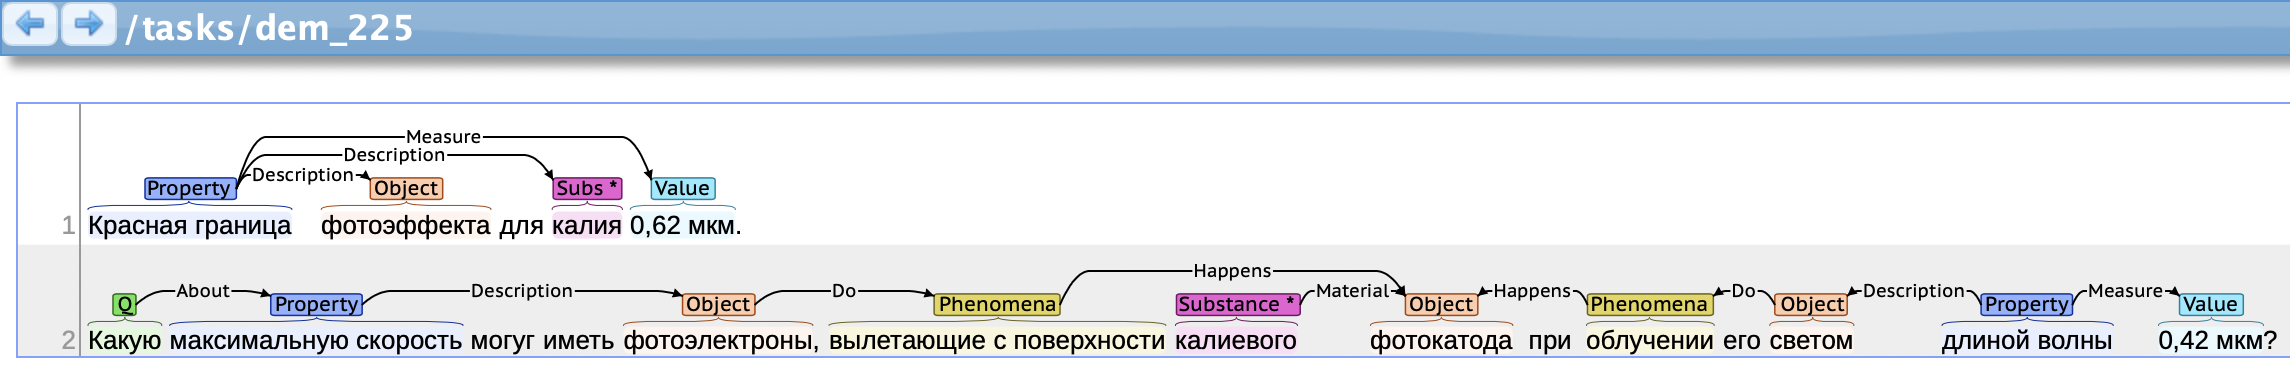 /tasks/dem_225
Measure
Description
Description
Property Object Subs * Value
1 Красная граница фотоэффекта для калия 0,62 мкм.
Happens
About Description Do Material Happens Do Description Measure
Q Property Object Phenomena Substance * Object Phenomena Object Property Value
2 Какую максимальную скорость могут иметь фотоэлектроны, вылетающие с поверхности калиевого фотокатода при облучении его светом длиной волны 0,42 мкм?